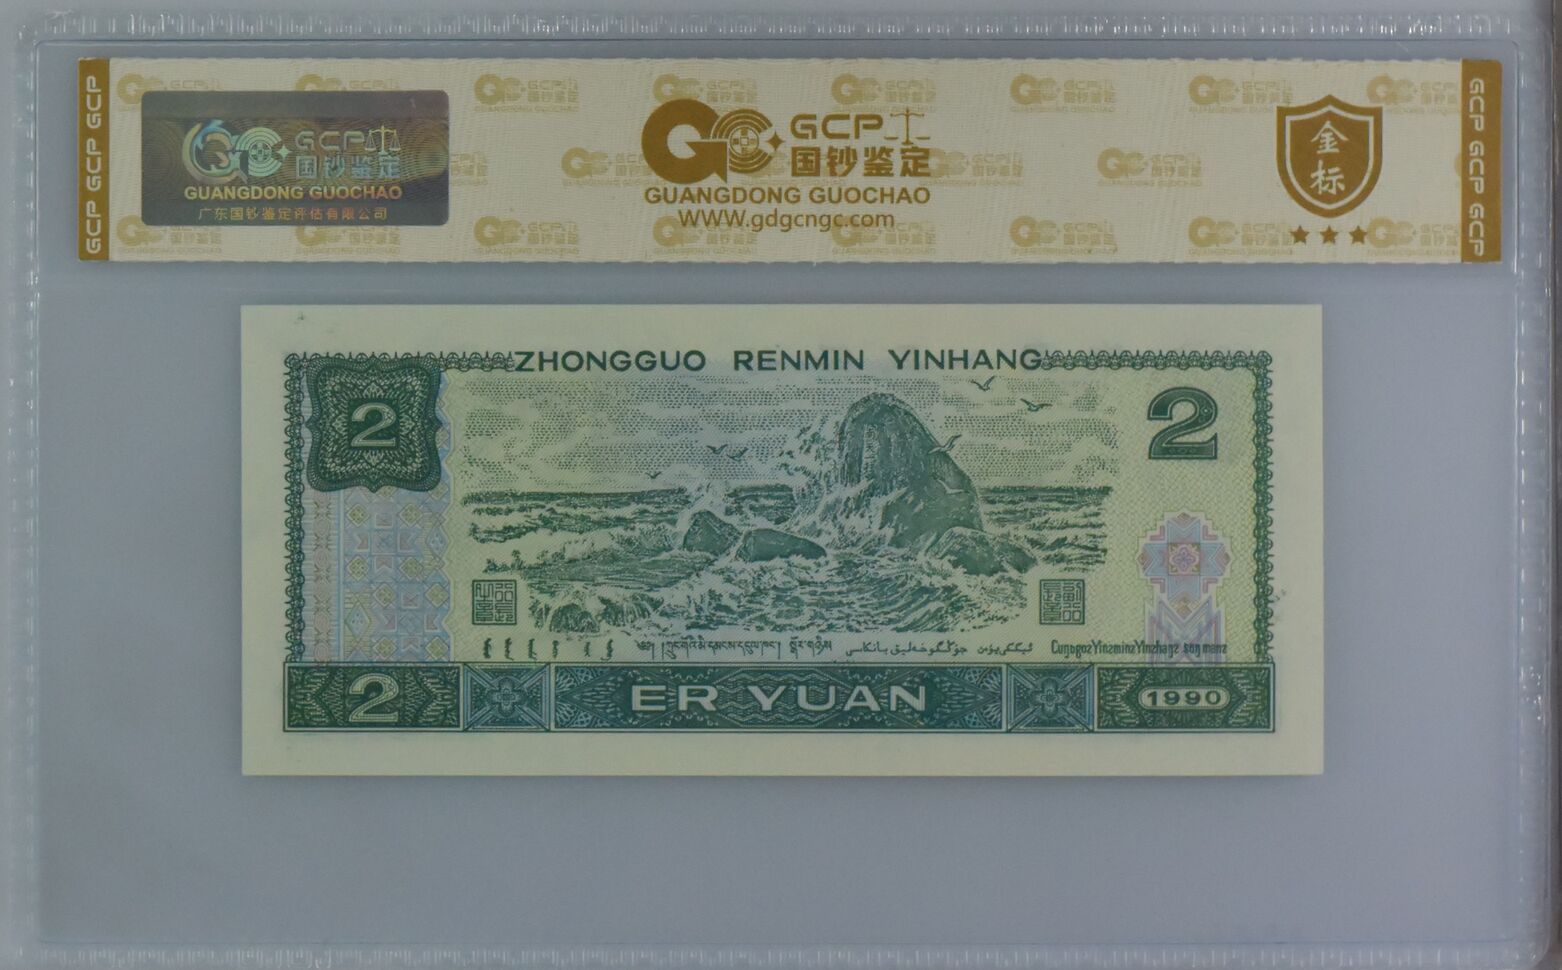 GCP GCP GCP
GCP
国钞鉴定
GUANGDONG GUOCHAO
广东国钞鉴定评估有限公司
GCP
国钞鉴定
GUANGDONG GUOCHAO
WWW.gdgcngc.com
金标
GCP GCP GCP
ZHONGGUO RENMIN YINHANG
2
2
2
ER YUAN
1990